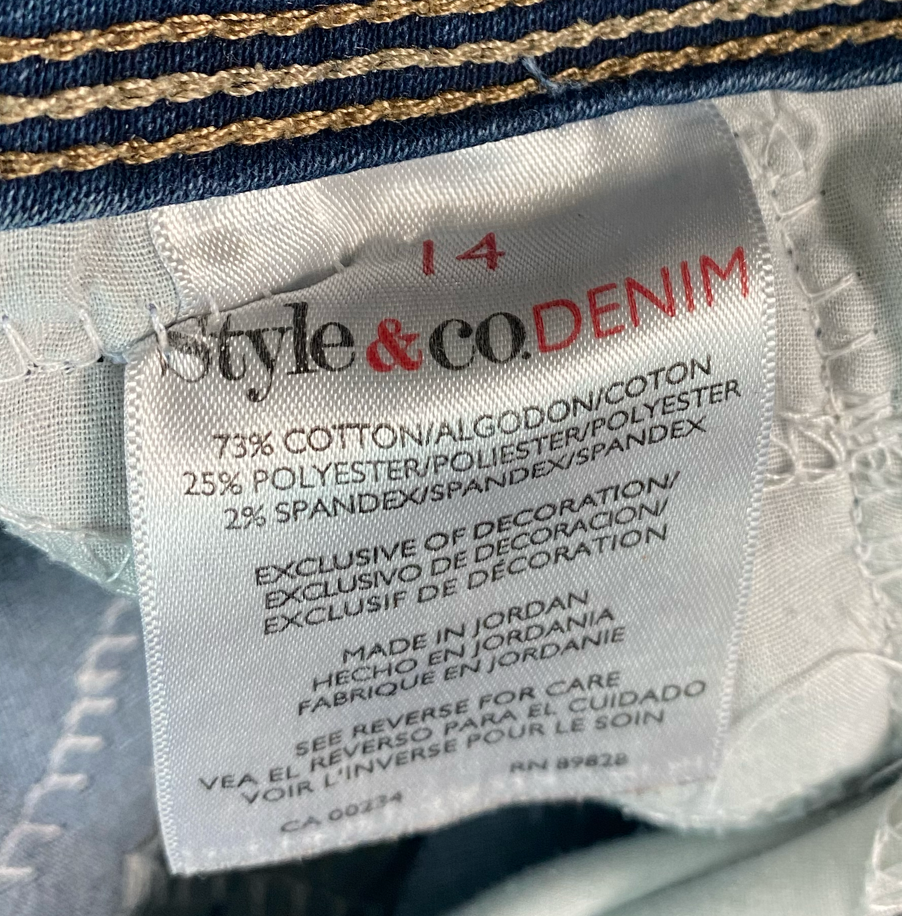 14
Style & co. DENIM
73% COTTON/ALGODON/COTON
25% POLYESTER/POLIESTER/POLYESTER
2% SPANDEX/SPANDEX/SPANDEX
EXCLUSIVE OF DECORATION/
EXCLUSIVO DE DECORACION/
EXCLUSIF DE DÉCORATION
MADE IN JORDAN
HECHO EN JORDANIA
FABRIQUE EN JORDANIE
SEE REVERSE FOR CARE
VEA EL REVERSO PARA EL CUIDADO
VOIR L'INVERSE POUR LE SOIN
CA 00234 RN 89828